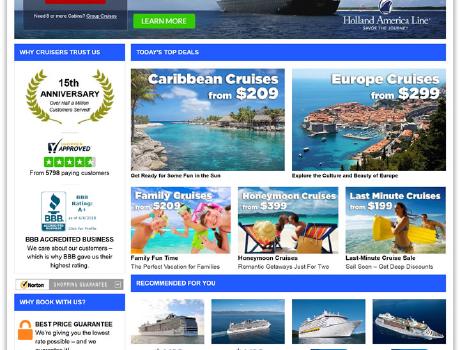 Need 8 or more Cabins? Group Cruises
LEARN MORE
Holland America Line
SAVOR THE JOURNEY
WHY CRUISERS TRUST US
15th
ANNIVERSARY
Over Half a Million
Customers Served!
APPROVED
From 5798 paying customers
BBB
Rating:
A+
as of 6/6/2018
Click for Profile
BBB.
BBB ACCREDITED BUSINESS
We care about our customers –
which is why BBB gave us their
highest rating.
Norton SHOPPING GUARANTEE
WHY BOOK WITH US?
BEST PRICE GUARANTEE
We're giving you the lowest
rate possible – and we
guarantee it!
TODAY'S TOP DEALS
Caribbean Cruises
from $209
Get Ready for Some Fun in the Sun
Europe Cruises
from $299
Explore the Culture and Beauty of Europe
Family Cruises
from $209
Family Fun Time
The Perfect Vacation for Families
Honeymoon Cruises
from $399
Honeymoon Cruises
Romantic Getaways Just For Two
Last Minute Cruises
from $199
Last-Minute Cruise Sale
Sail Soon – Get Deep Discounts
RECOMMENDED FOR YOU